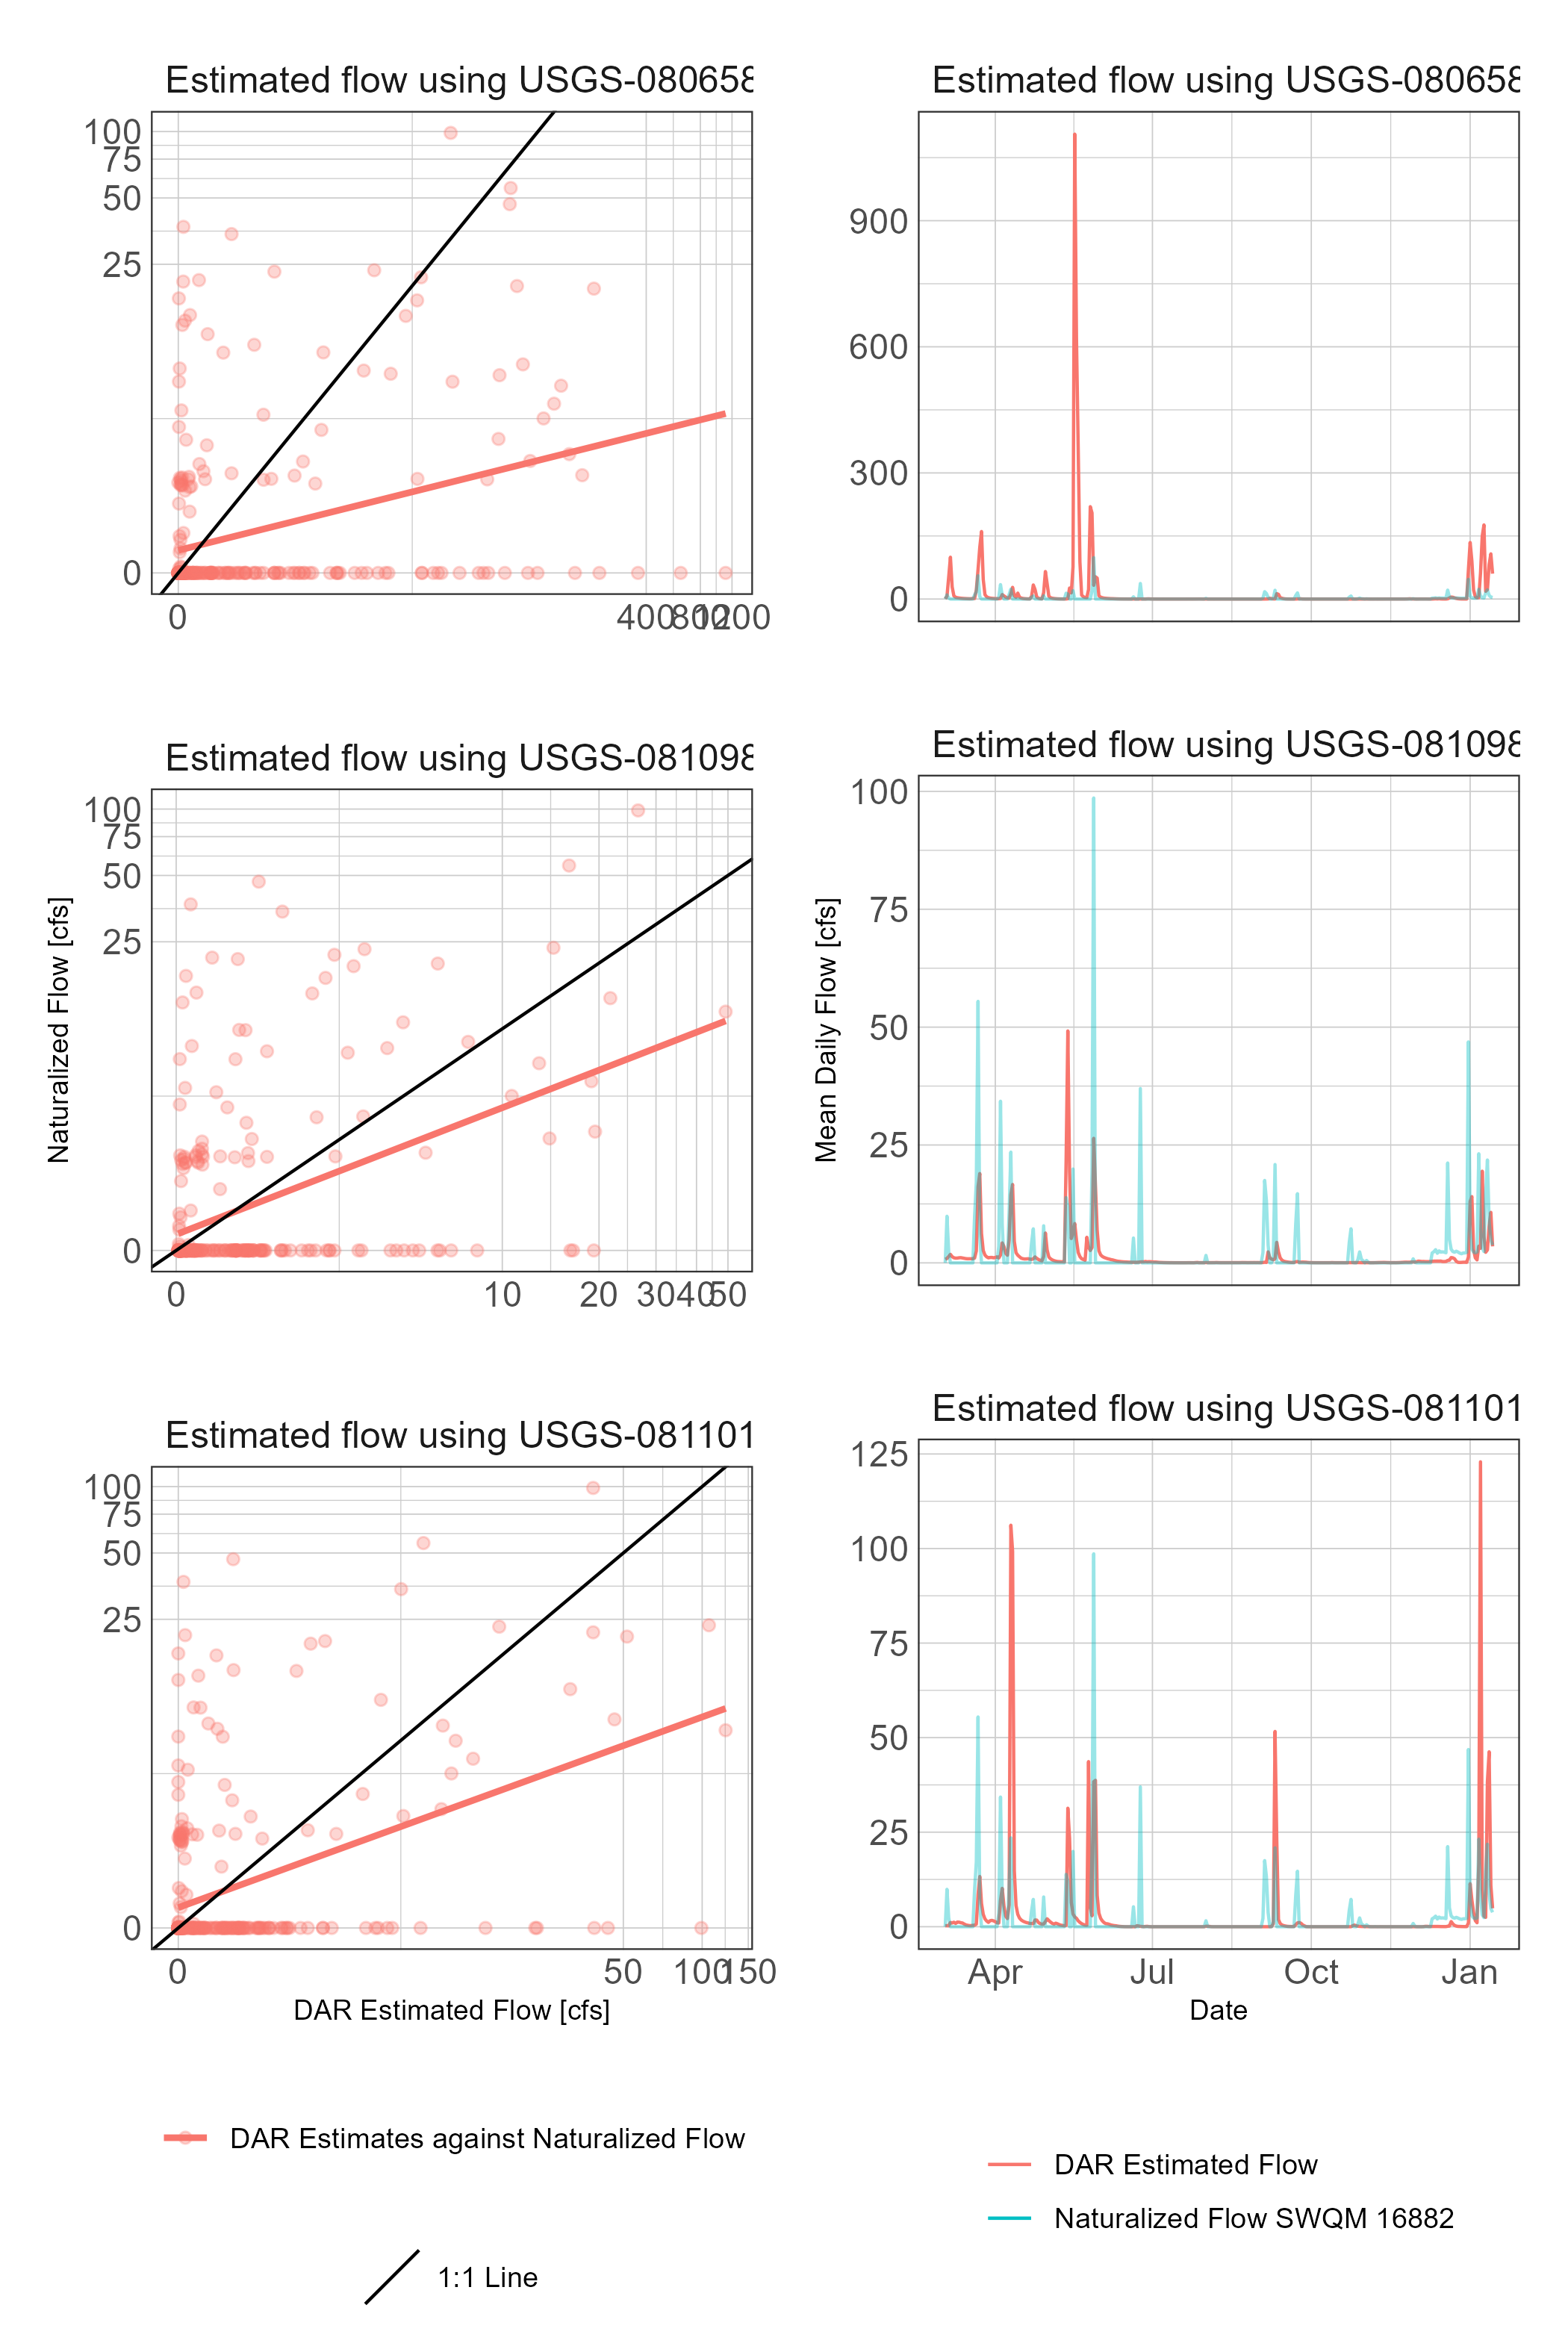 Estimated flow using USGS-080658
Estimated flow using USGS-080658
100
75
50
25
0
0
400
800
1200
900
600
300
0
Estimated flow using USGS-081098
Estimated flow using USGS-081098
Naturalized Flow [cfs]
100
75
50
25
0
0
10
20
30
40
50
Mean Daily Flow [cfs]
100
75
50
25
0
Estimated flow using USGS-081101
Estimated flow using USGS-081101
100
75
50
25
0
0
50
100
150
DAR Estimated Flow [cfs]
125
100
75
50
25
0
Apr
Jul
Oct
Jan
Date
DAR Estimates against Naturalized Flow
1:1 Line
DAR Estimated Flow
Naturalized Flow SWQM 16882